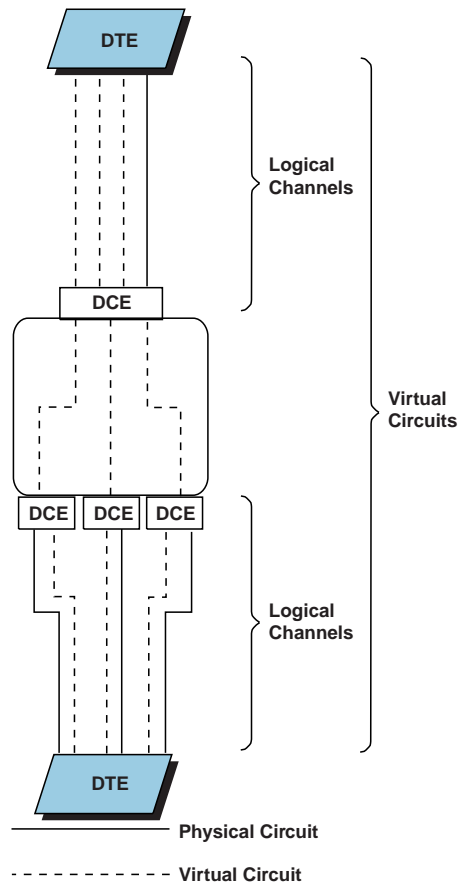 DTE
Logical
Channels
DCE
Virtual
Circuits
DCE DCE DCE
Logical
Channels
DTE
Physical Circuit
Virtual Circuit